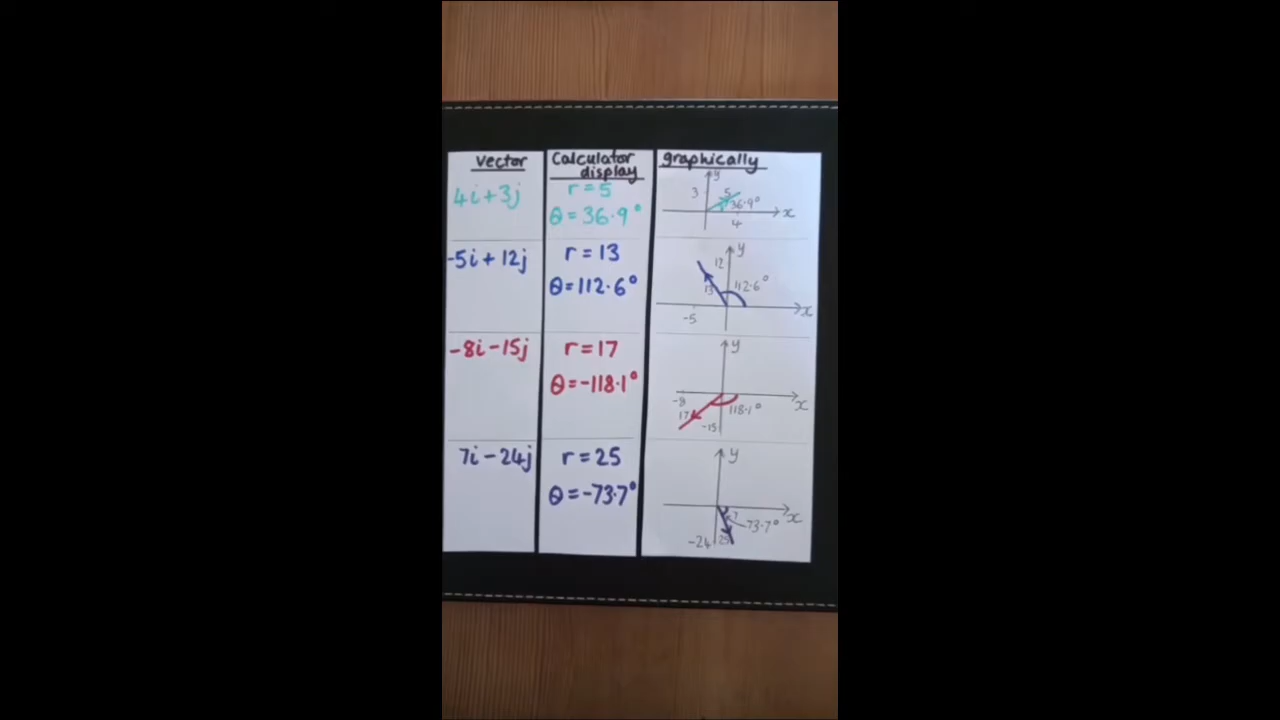 Vector
Calculator
display
graphically
4i+3j
r=5
θ=36.9°
y
3
5
36.9°
x
4
-5i+12j
r=13
θ=112.6°
y
12
13
112.6°
x
-5
-8i-15j
r=17
θ=-118.1°
y
-8
x
17
118.1°
-15
7i-24j
r=25
θ=-73.7°
y
x
7
73.7°
-24
25